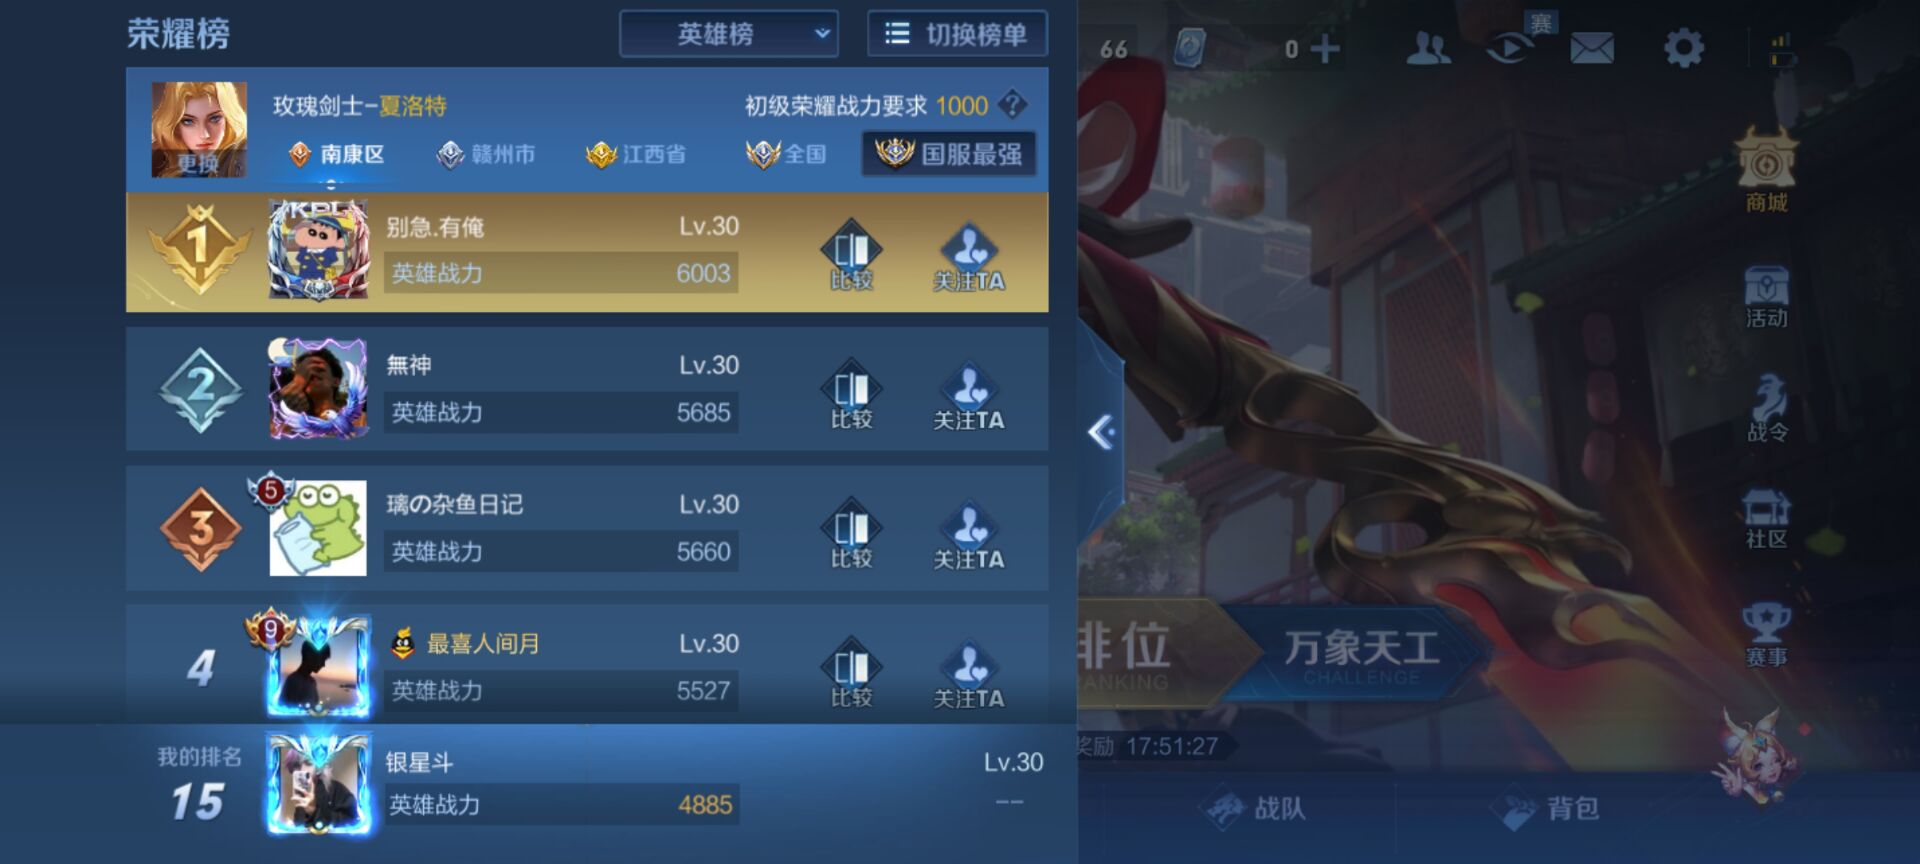 荣耀榜
英雄榜
切换榜单
玫瑰剑士-夏洛特
初级荣耀战力要求 1000 ?
更换
南康区
赣州市
江西省
全国
国服最强
1
KPL
别急.有俺
Lv.30
英雄战力
6003
比较
关注TA
2
無神
Lv.30
英雄战力
5685
比较
关注TA
3
5
璃の杂鱼日记
Lv.30
英雄战力
5660
比较
关注TA
4
9
最喜人间月
Lv.30
英雄战力
5527
比较
关注TA
我的排名
15
银星斗
Lv.30
英雄战力
4885
--
66
0
赛
商城
活动
战令
社区
赛事
排位
RANKING
万象天工
CHALLENGE
奖励 17:51:27
战队
背包